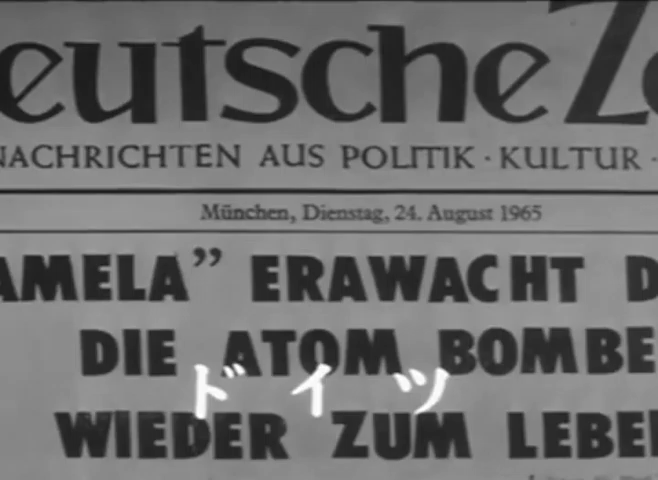 eutsche Ze
NACHRICHTEN AUS POLITIK · KULTUR ·
München, Dienstag, 24. August 1965
AMELA” ERAWACHT D
DIE ATOM BOMBE
ドイツ
WIEDER ZUM LEBE